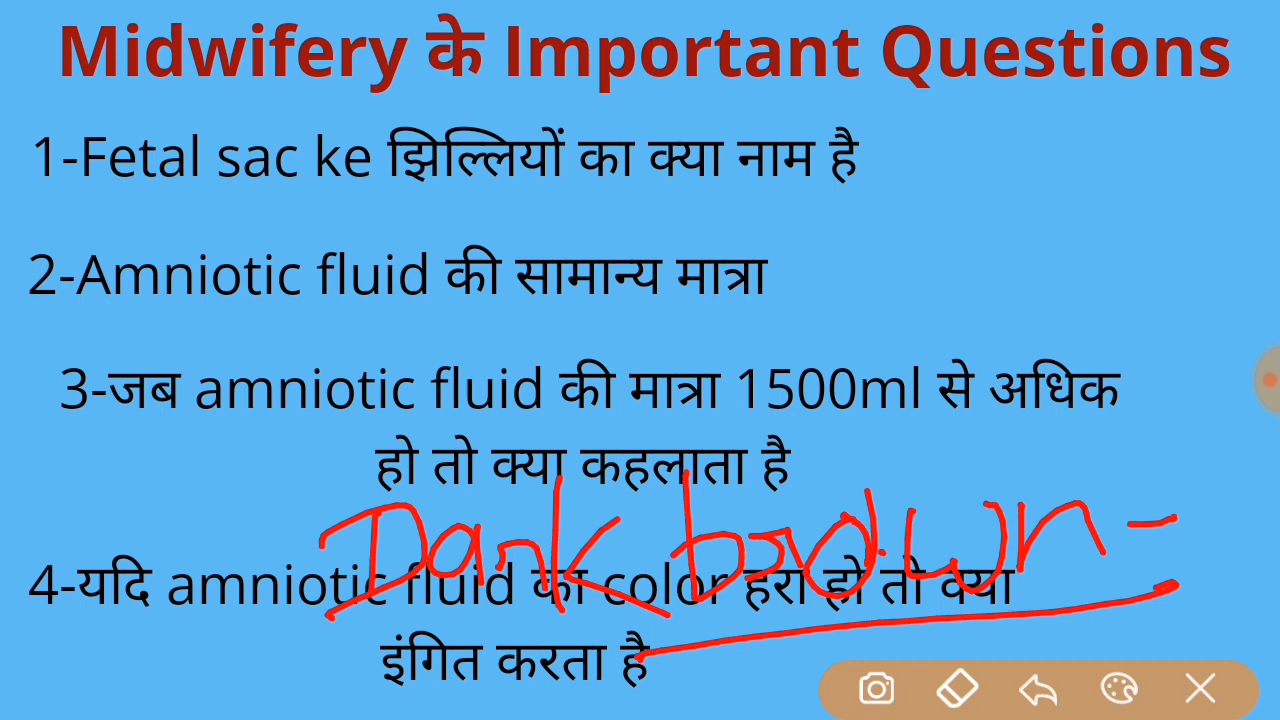 Midwifery के Important Questions
1-Fetal sac ke झिल्लियों का क्या नाम है
2-Amniotic fluid की सामान्य मात्रा
3-जब amniotic fluid की मात्रा 1500ml से अधिक
हो तो क्या कहलाता है
Dark brown -
4-यदि amniotic fluid का color हरा हो तो क्या
इंगित करता है